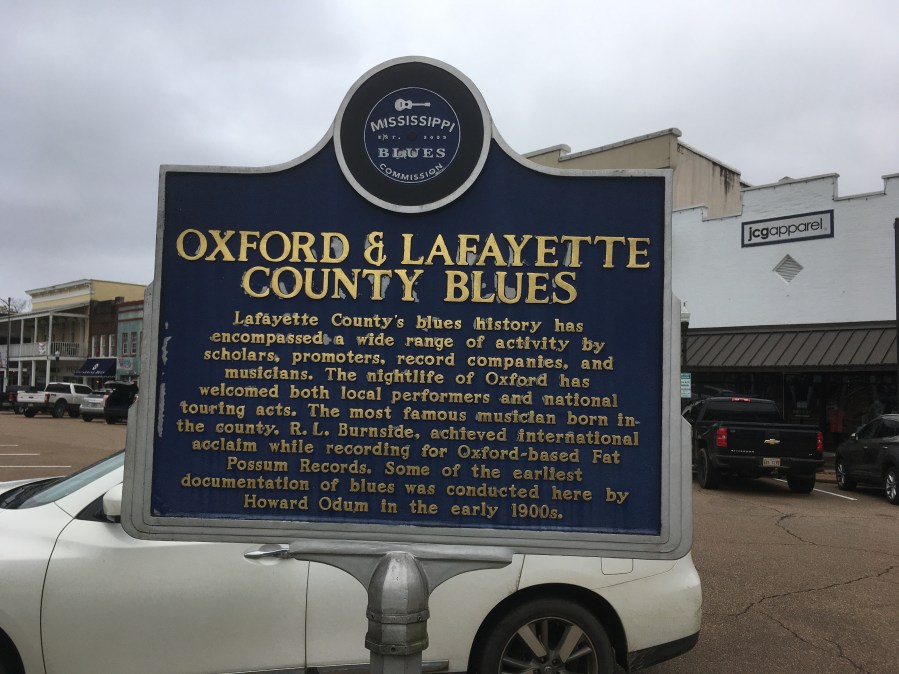 MISSISSIPPI
BLUES
COMMISSION
OXFORD & LAFAYETTE
COUNTY BLUES
Lafayette County's blues history has
encompassed a wide range of activity by
scholars, promoters, record companies, and
musicians. The nightlife of Oxford has
welcomed both local performers and national
touring acts. The most famous musician born in
the county, R. L. Burnside, achieved international
acclaim while recording for Oxford-based Fat
Possum Records. Some of the earliest
documentation of blues was conducted here by
Howard Odum in the early 1900s.
jcgapparel